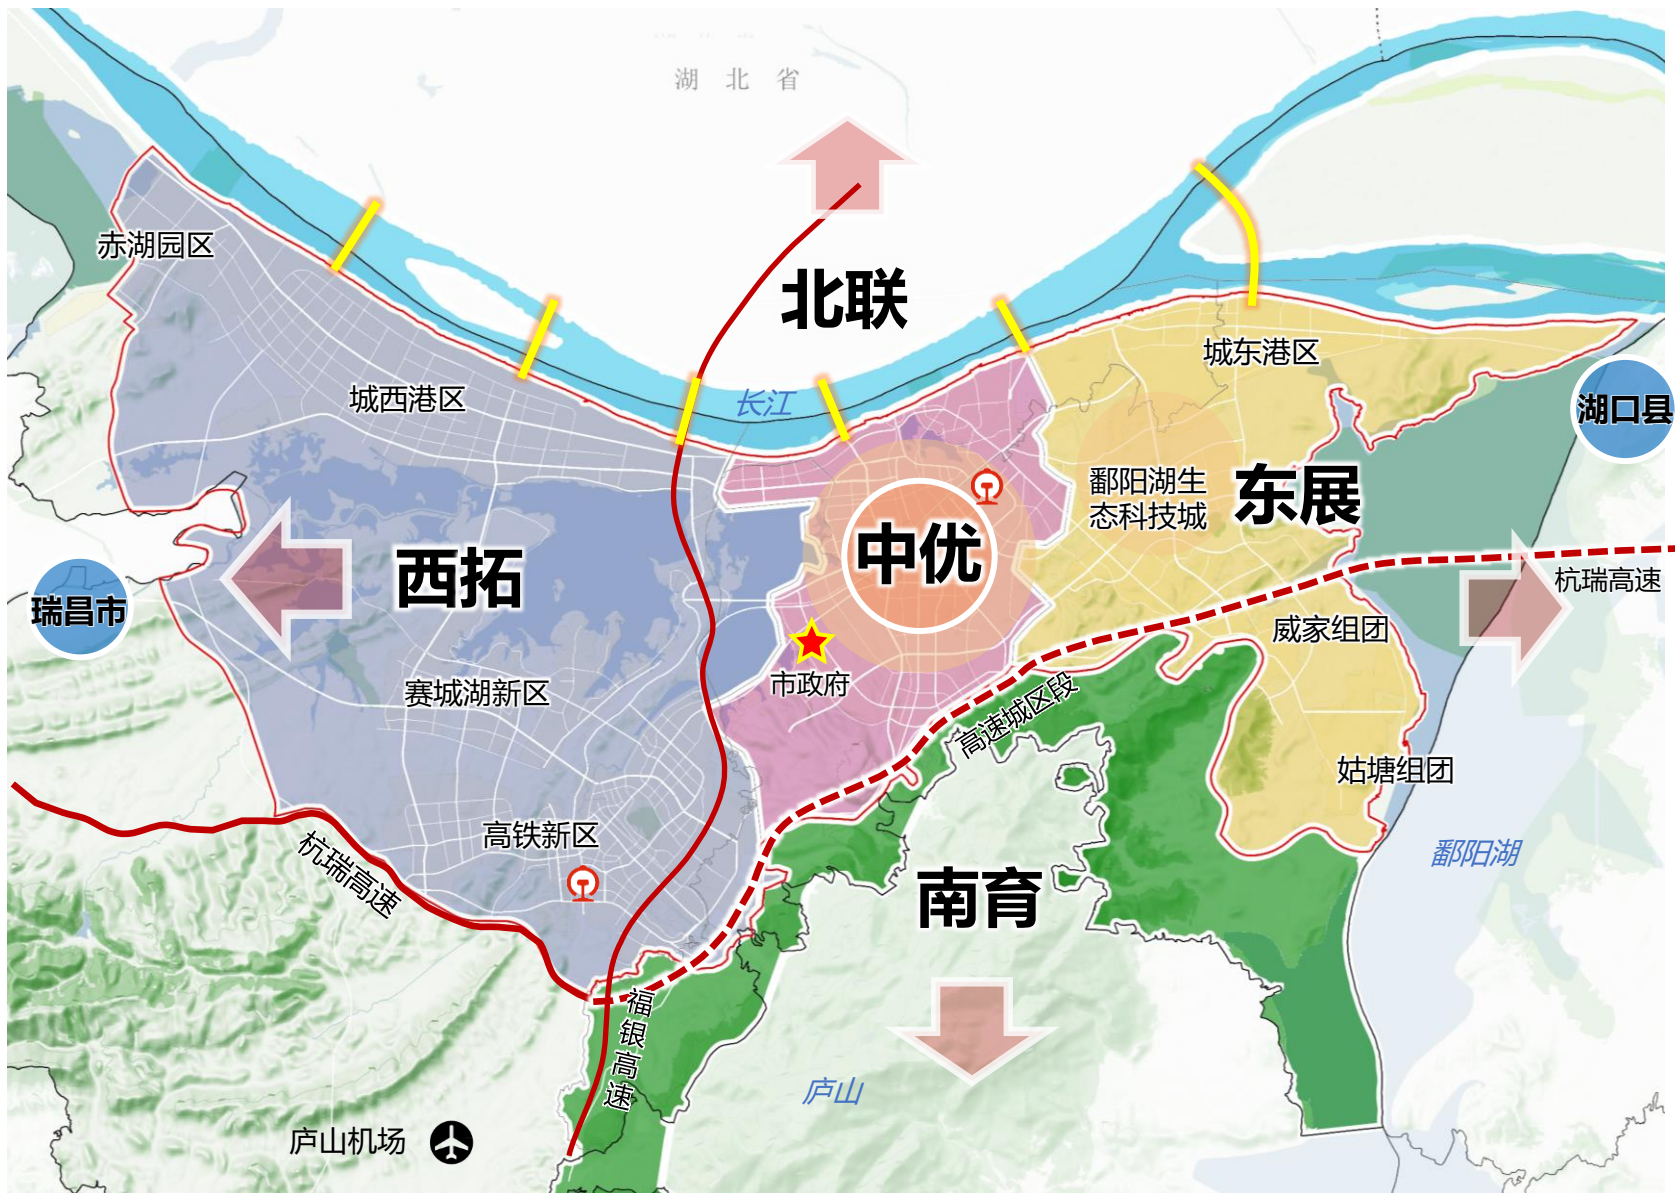 湖北省
北联
赤湖园区
城西港区
长江
城东港区
湖口县
鄱阳湖生
态科技城
东展
中优
西拓
瑞昌市
杭瑞高速
威家组团
市政府
赛城湖新区
高速城区段
姑塘组团
高铁新区
杭瑞高速
鄱阳湖
南育
福银高速
庐山
庐山机场